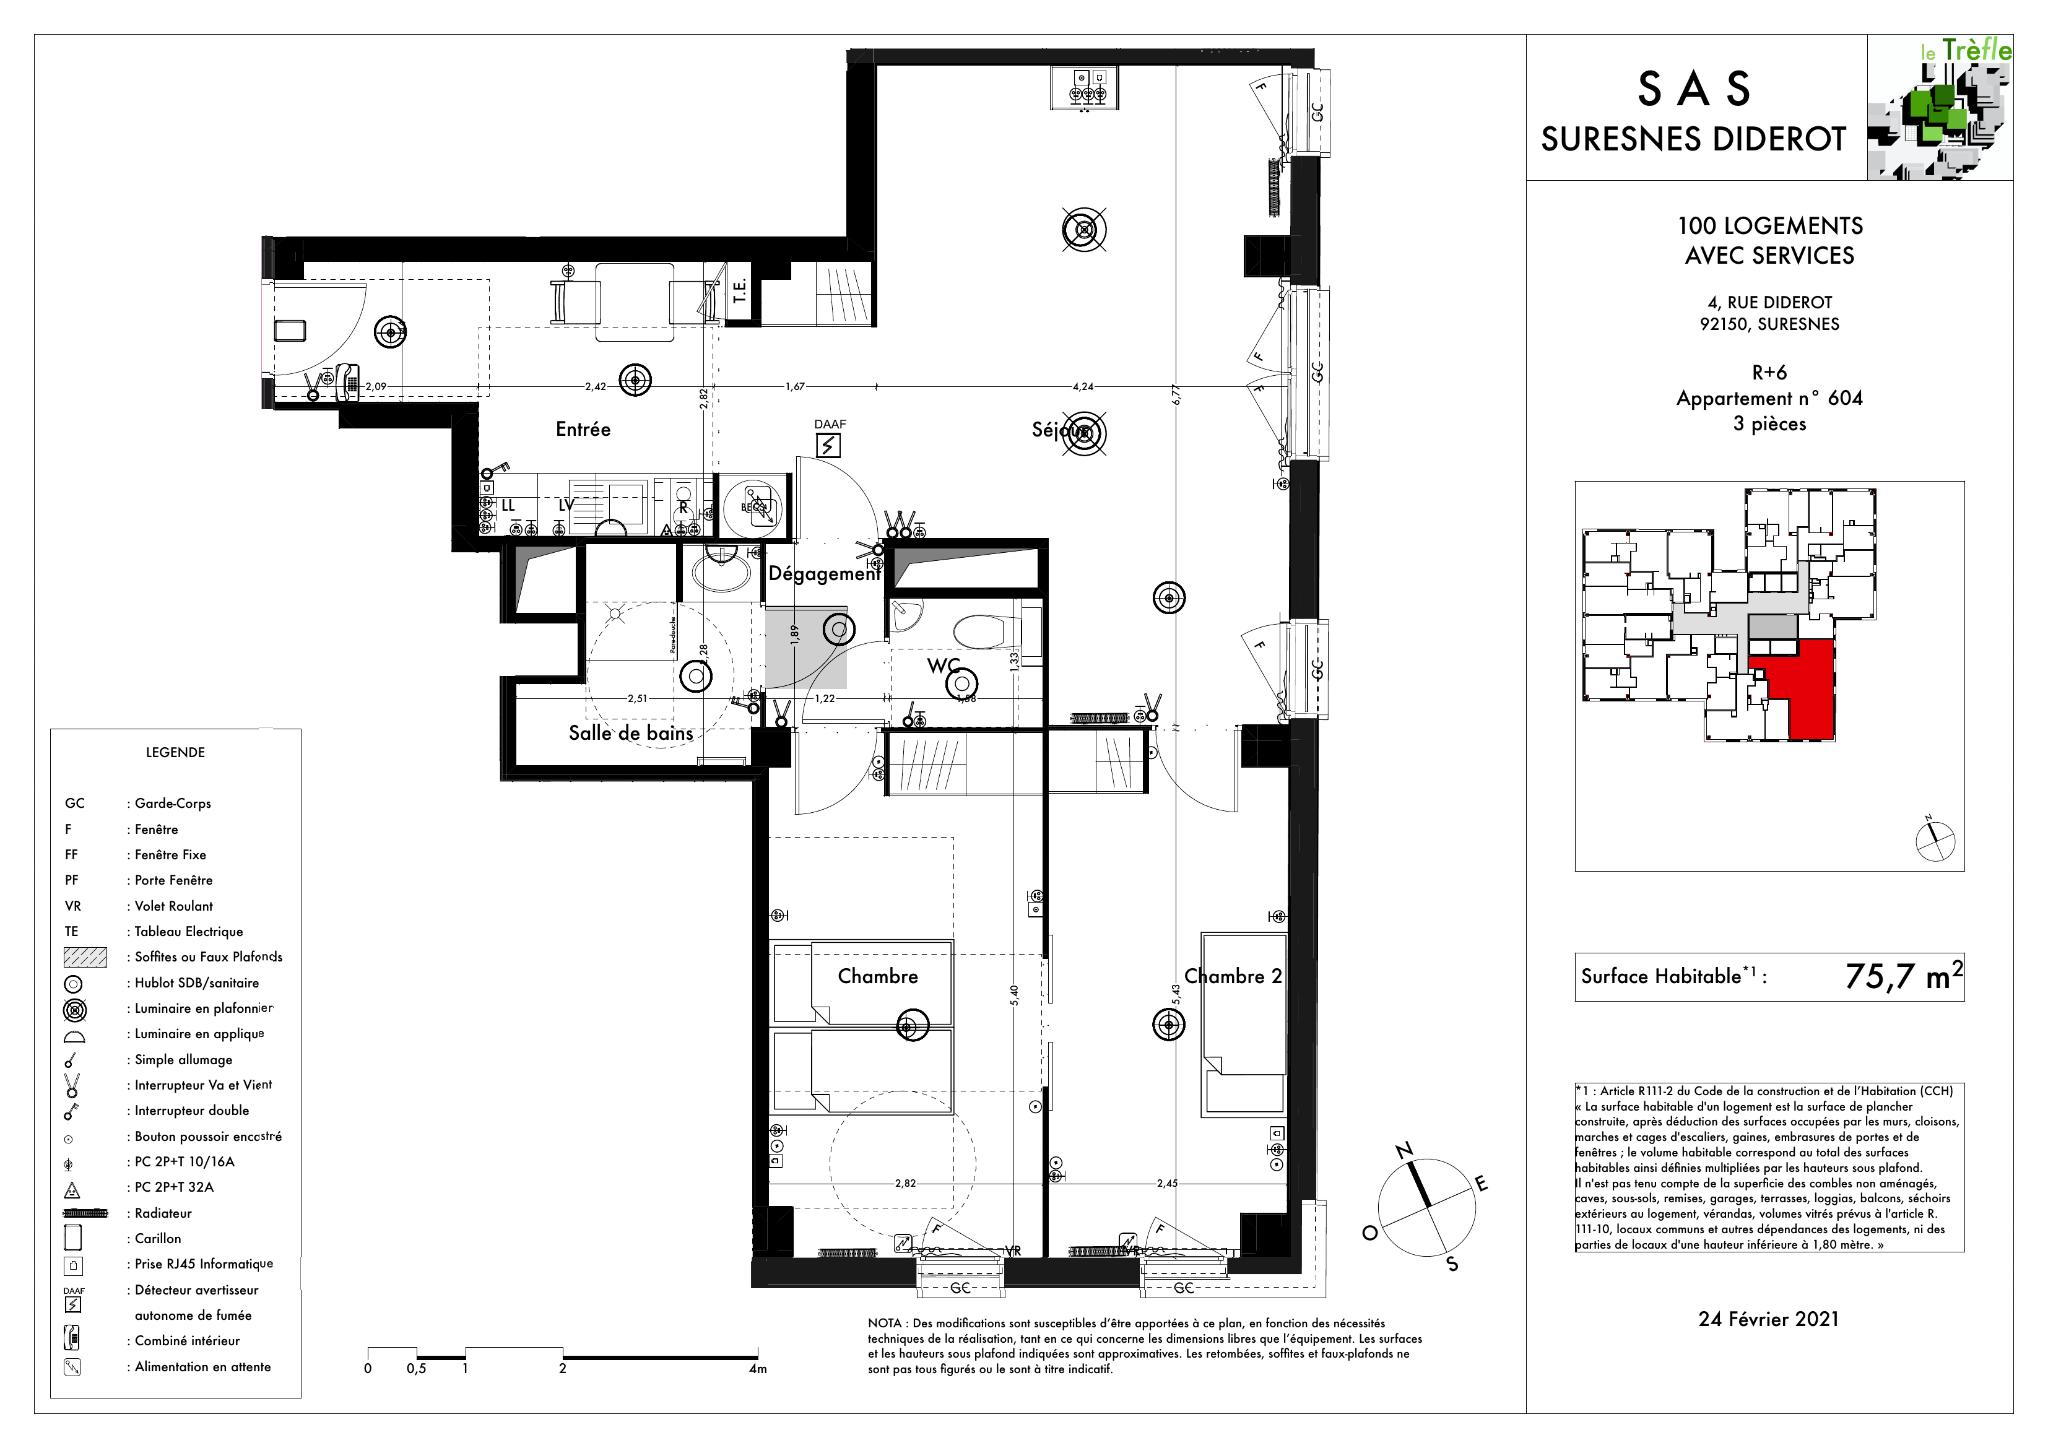 le Trèfle
S A S
SURESNES DIDEROT
100 LOGEMENTS
AVEC SERVICES
4, RUE DIDEROT
92150, SURESNES
R+6
Appartement n° 604
3 pièces
N
Surface Habitable*1 : 75,7 m2
*1 : Article R111-2 du Code de la construction et de l'Habitation (CCH)
« La surface habitable d'un logement est la surface de plancher
construite, après déduction des surfaces occupées par les murs, cloisons,
marches et cages d'escaliers, gaines, embrasures de portes et de
fenêtres ; le volume habitable correspond au total des surfaces
habitables ainsi définies multipliées par les hauteurs sous plafond.
Il n'est pas tenu compte de la superficie des combles non aménagés,
caves, sous-sols, remises, garages, terrasses, loggias, balcons, séchoirs
extérieurs au logement, vérandas, volumes vitrés prévus à l'article R.
111-10, locaux communs et autres dépendances des logements, ni des
parties de locaux d'une hauteur inférieure à 1,80 mètre. »
24 Février 2021
F
GC
T.E.
2,09
2,42
1,67
4,24
2,82
6,77
F
GC
F
Entrée
DAAF
Séjour
LL
LV
R
Dégagement
Pare-douche
2,28
1,89
WC
1,33
F
GC
2,51
1,22
1,58
Salle de bains
Chambre
Chambre 2
5,40
5,43
2,82
2,45
F
VR
F
VR
GC
GC
N
E
S
O
LEGENDE
GC : Garde-Corps
F : Fenêtre
FF : Fenêtre Fixe
PF : Porte Fenêtre
VR : Volet Roulant
TE : Tableau Electrique
: Soffites ou Faux Plafonds
: Hublot SDB/sanitaire
: Luminaire en plafonnier
: Luminaire en applique
: Simple allumage
: Interrupteur Va et Vient
: Interrupteur double
: Bouton poussoir encastré
: PC 2P+T 10/16A
: PC 2P+T 32A
: Radiateur
: Carillon
: Prise RJ45 Informatique
DAAF : Détecteur avertisseur
autonome de fumée
: Combiné intérieur
: Alimentation en attente
0 0,5 1 2 4m
NOTA : Des modifications sont susceptibles d'être apportées à ce plan, en fonction des nécessités
techniques de la réalisation, tant en ce qui concerne les dimensions libres que l'équipement. Les surfaces
et les hauteurs sous plafond indiquées sont approximatives. Les retombées, soffites et faux-plafonds ne
sont pas tous figurés ou le sont à titre indicatif.